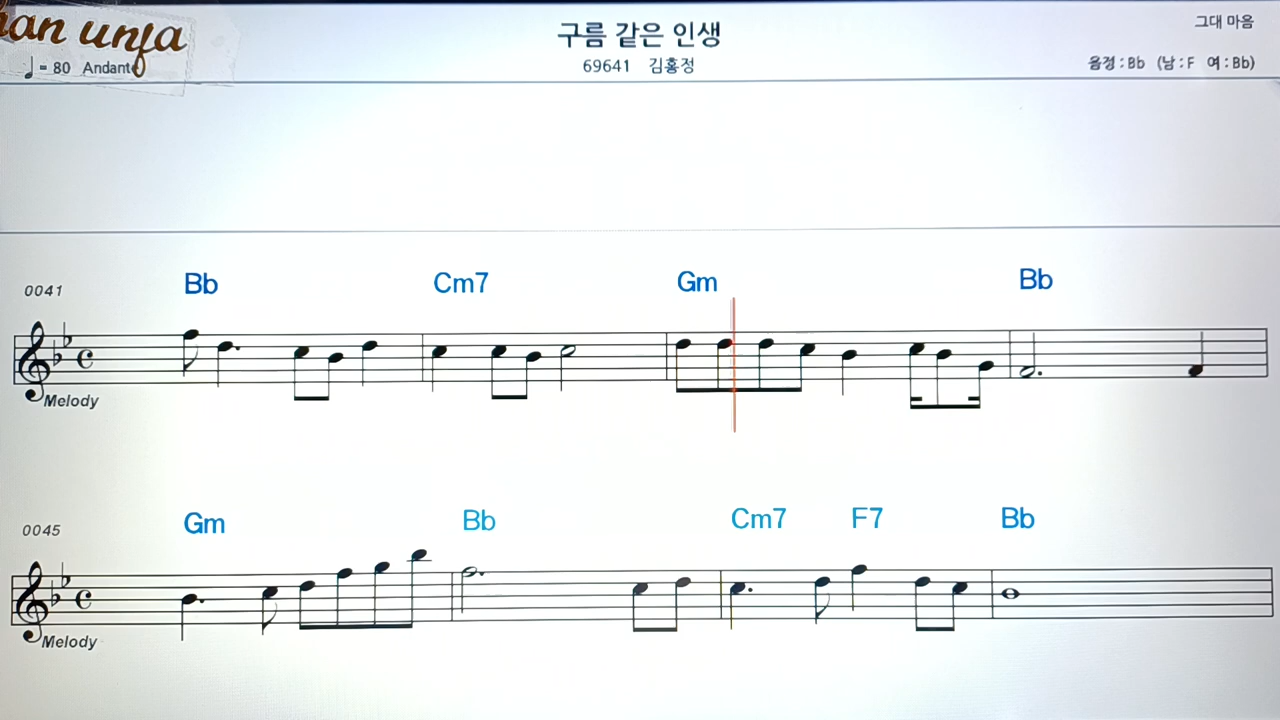 unfa
구름 같은 인생
그대 마음
♩= 80 Andante
69641 김홍정
음정 : Bb (남 : F 여 : Bb)
0041 Bb Cm7 Gm Bb
Melody
0045 Gm Bb Cm7 F7 Bb
Melody